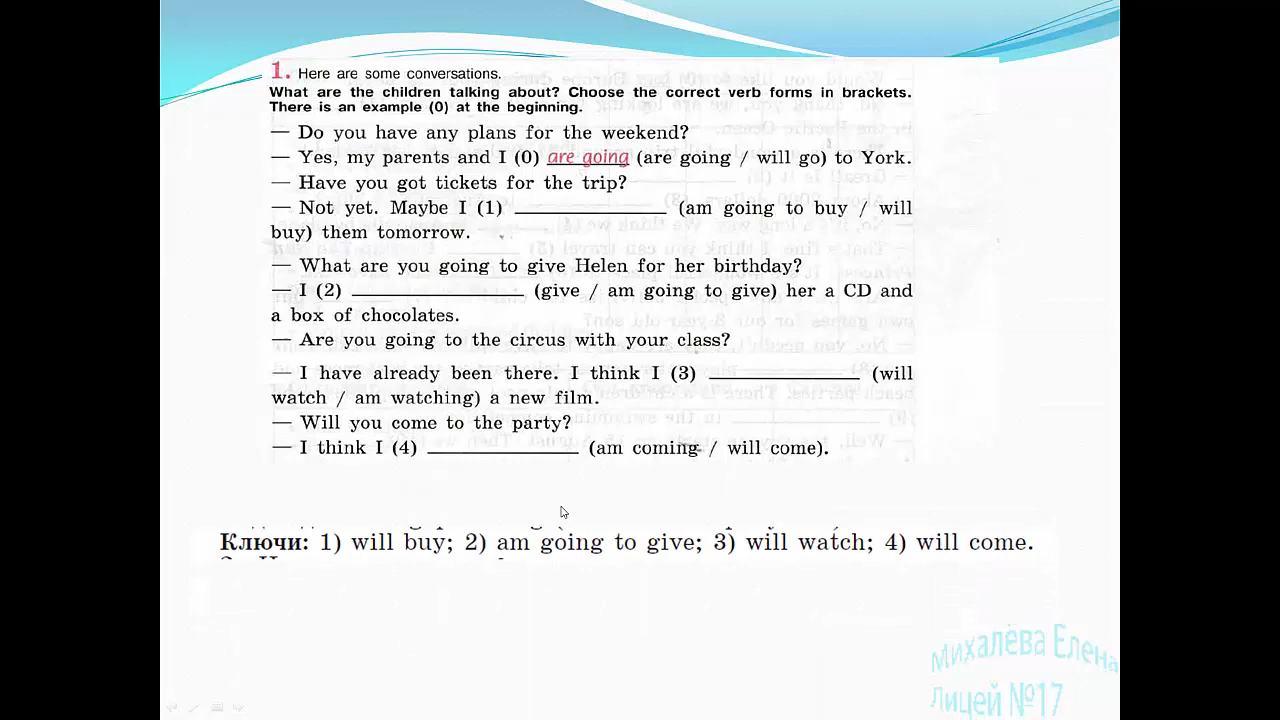 1. Here are some conversations.
What are the children talking about? Choose the correct verb forms in brackets.
There is an example (0) at the beginning.
— Do you have any plans for the weekend?
— Yes, my parents and I (0) are going (are going / will go) to York.
— Have you got tickets for the trip?
— Not yet. Maybe I (1) ______________ (am going to buy / will
buy) them tomorrow.
— What are you going to give Helen for her birthday?
— I (2) ________________ (give / am going to give) her a CD and
a box of chocolates.
— Are you going to the circus with your class?
— I have already been there. I think I (3) ______________ (will
watch / am watching) a new film.
— Will you come to the party?
— I think I (4) ______________ (am coming / will come).
Ключи: 1) will buy; 2) am going to give; 3) will watch; 4) will come.
Михалёва Елена
Лицей №17